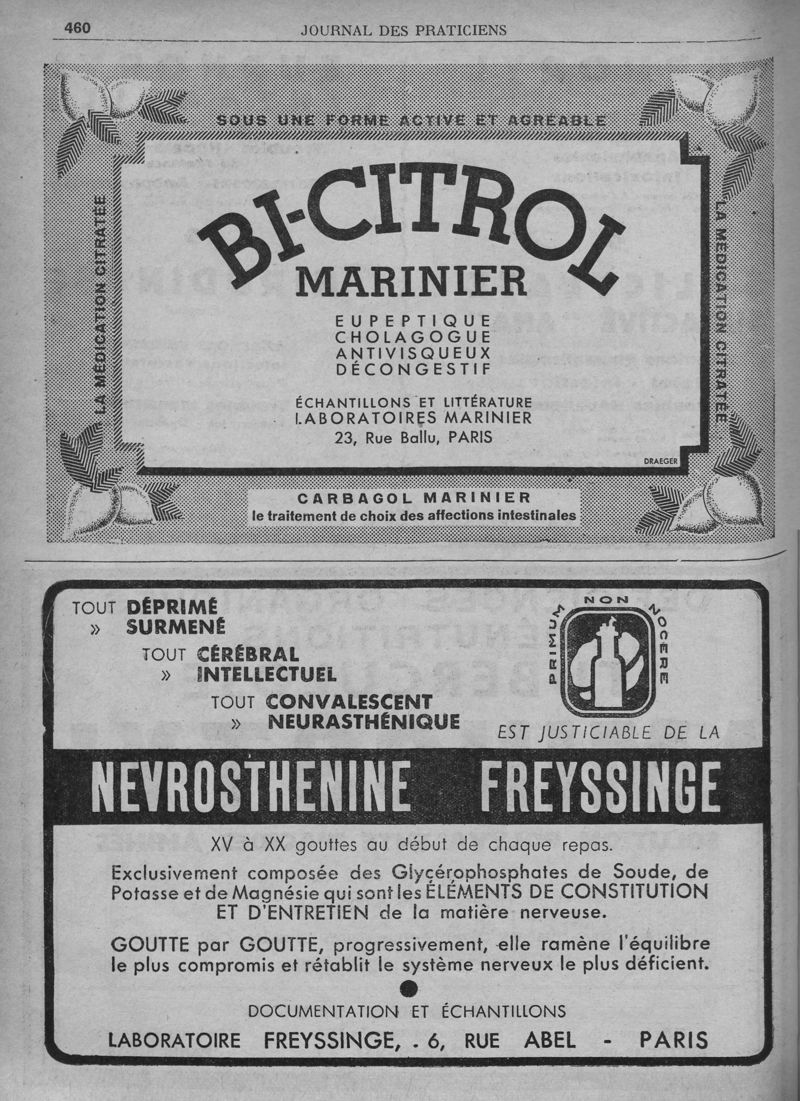 460
JOURNAL DES PRATICIENS
SOUS UNE FORME ACTIVE ET AGRÉABLE
LA MÉDICATION CITRATÉE
BI-CITROL
MARINIER
EUPEPTIQUE
CHOLAGOGUE
ANTIVISQUEUX
DÉCONGESTIF
ÉCHANTILLONS ET LITTÉRATURE
LABORATOIRES MARINIER
23, Rue Ballu, PARIS
DRAEGER
LA MÉDICATION CITRATÉE
CARBAGOL MARINIER
le traitement de choix des affections intestinales
TOUT DÉPRIMÉ
» SURMENÉ
TOUT CÉRÉBRAL
» INTELLECTUEL
TOUT CONVALESCENT
» NEURASTHÉNIQUE
PRIMUM NON NOCERE
EST JUSTICIABLE DE LA
NEVROSTHENINE FREYSSINGE
XV à XX gouttes au début de chaque repas.
Exclusivement composée des Glycérophosphates de Soude, de
Potasse et de Magnésie qui sont les ÉLÉMENTS DE CONSTITUTION
ET D'ENTRETIEN de la matière nerveuse.
GOUTTE par GOUTTE, progressivement, elle ramène l'équilibre
le plus compromis et rétablit le système nerveux le plus déficient.
DOCUMENTATION ET ÉCHANTILLONS
LABORATOIRE FREYSSINGE, . 6, RUE ABEL - PARIS